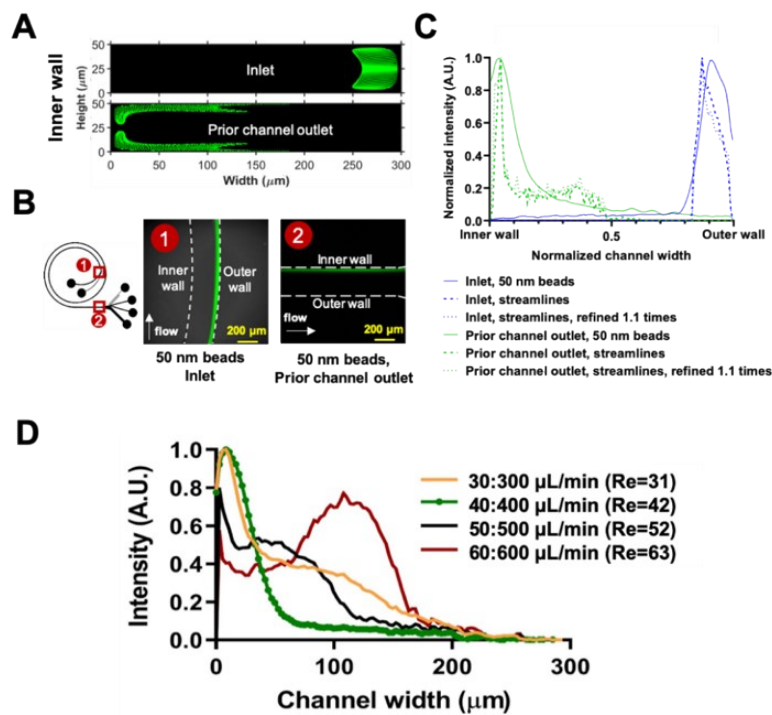 A
Inner wall
Height (μm)
50
25
0
Inlet
50
25
0
Prior channel outlet
0
50
100
150
200
250
300
Width (μm)
B
1
2
1
Inner
wall
Outer
wall
flow
200 μm
50 nm beads
Inlet
2
Inner wall
Outer wall
flow
200 μm
50 nm beads,
Prior channel outlet
C
Normalized intensity (A.U.)
1.0
0.8
0.6
0.4
0.2
0
Inner wall
0.5
Outer wall
Normalized channel width
Inlet, 50 nm beads
Inlet, streamlines
Inlet, streamlines, refined 1.1 times
Prior channel outlet, 50 nm beads
Prior channel outlet, streamlines
Prior channel outlet, streamlines, refined 1.1 times
D
Intensity (A.U.)
1.0
0.8
0.6
0.4
0.2
0.0
0
100
200
300
Channel width (μm)
30:300 μL/min (Re=31)
40:400 μL/min (Re=42)
50:500 μL/min (Re=52)
60:600 μL/min (Re=63)